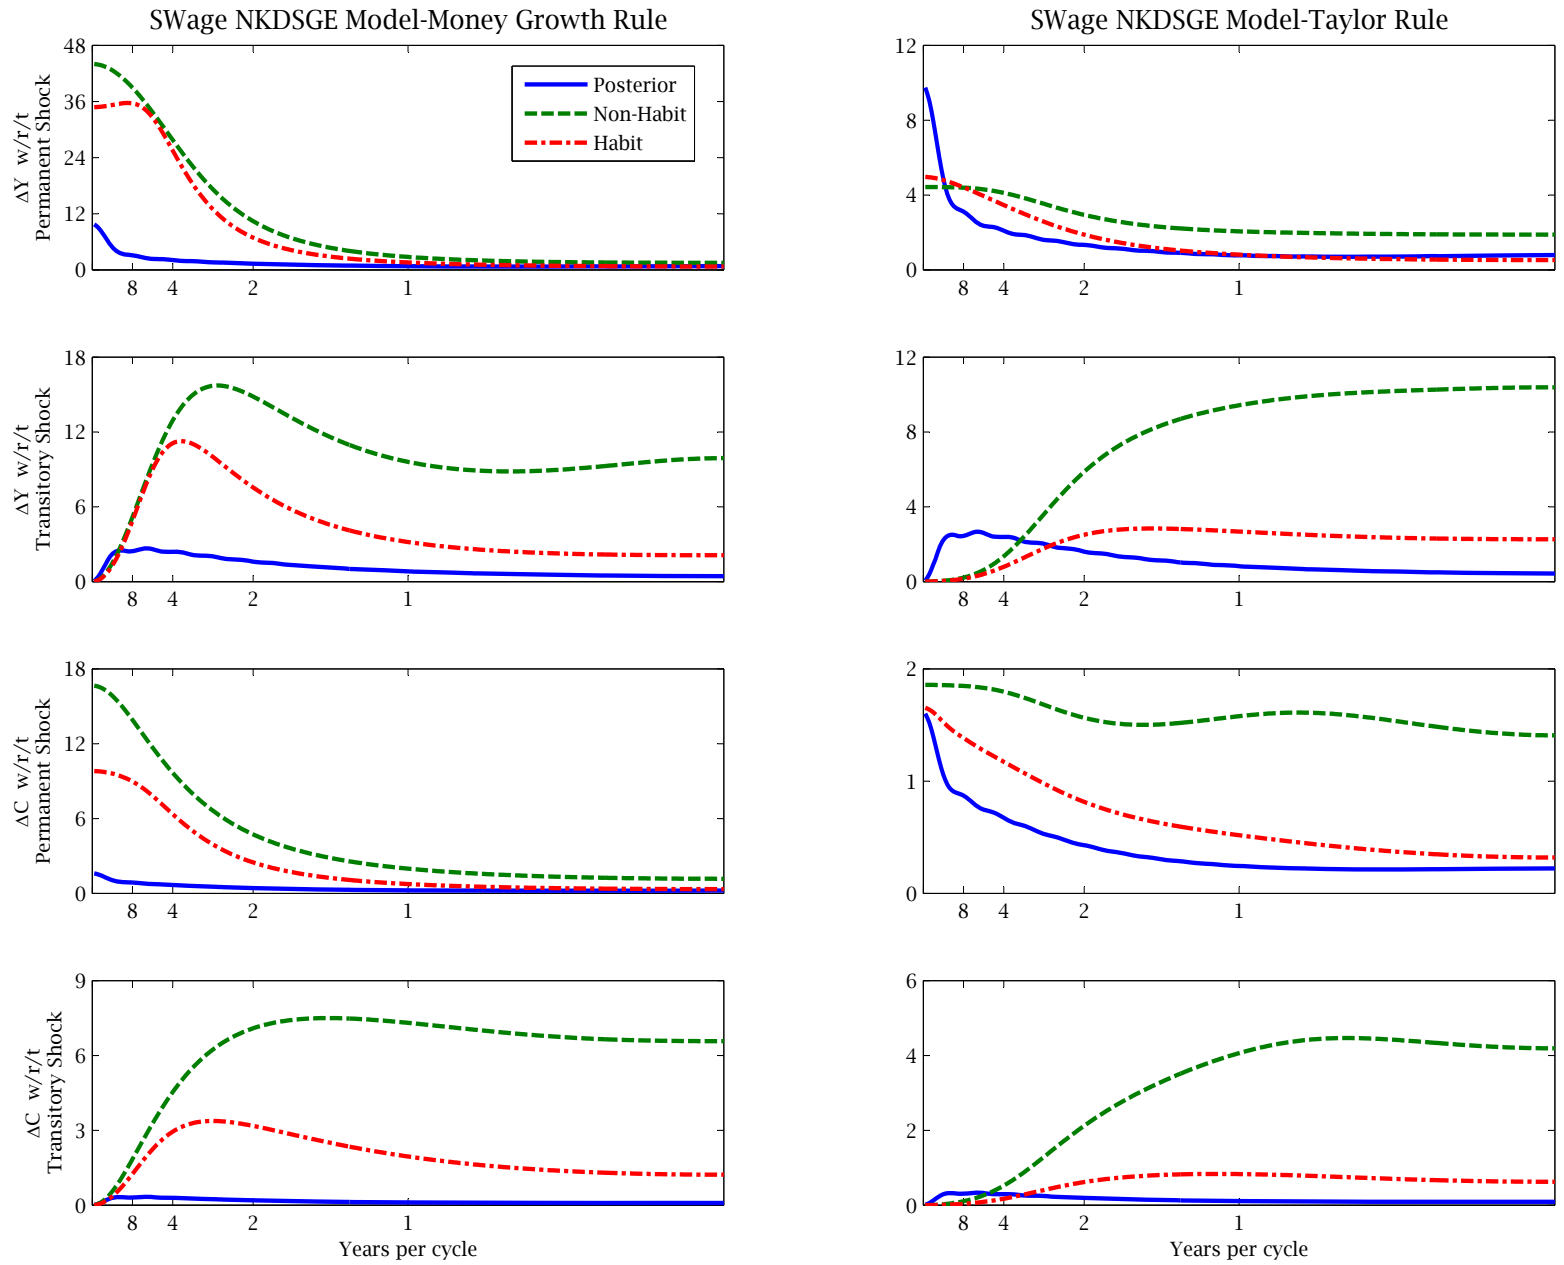 SWage NKDSGE Model-Money Growth Rule
ΔY w/r/t
Permanent Shock
48
36
24
12
0
8 4 2 1
Posterior
Non-Habit
Habit
SWage NKDSGE Model-Taylor Rule
12
8
4
0
8 4 2 1
ΔY w/r/t
Transitory Shock
18
12
6
0
8 4 2 1
12
8
4
0
8 4 2 1
ΔC w/r/t
Permanent Shock
18
12
6
0
8 4 2 1
2
1
0
8 4 2 1
ΔC w/r/t
Transitory Shock
9
6
3
0
8 4 2 1
Years per cycle
6
4
2
0
8 4 2 1
Years per cycle